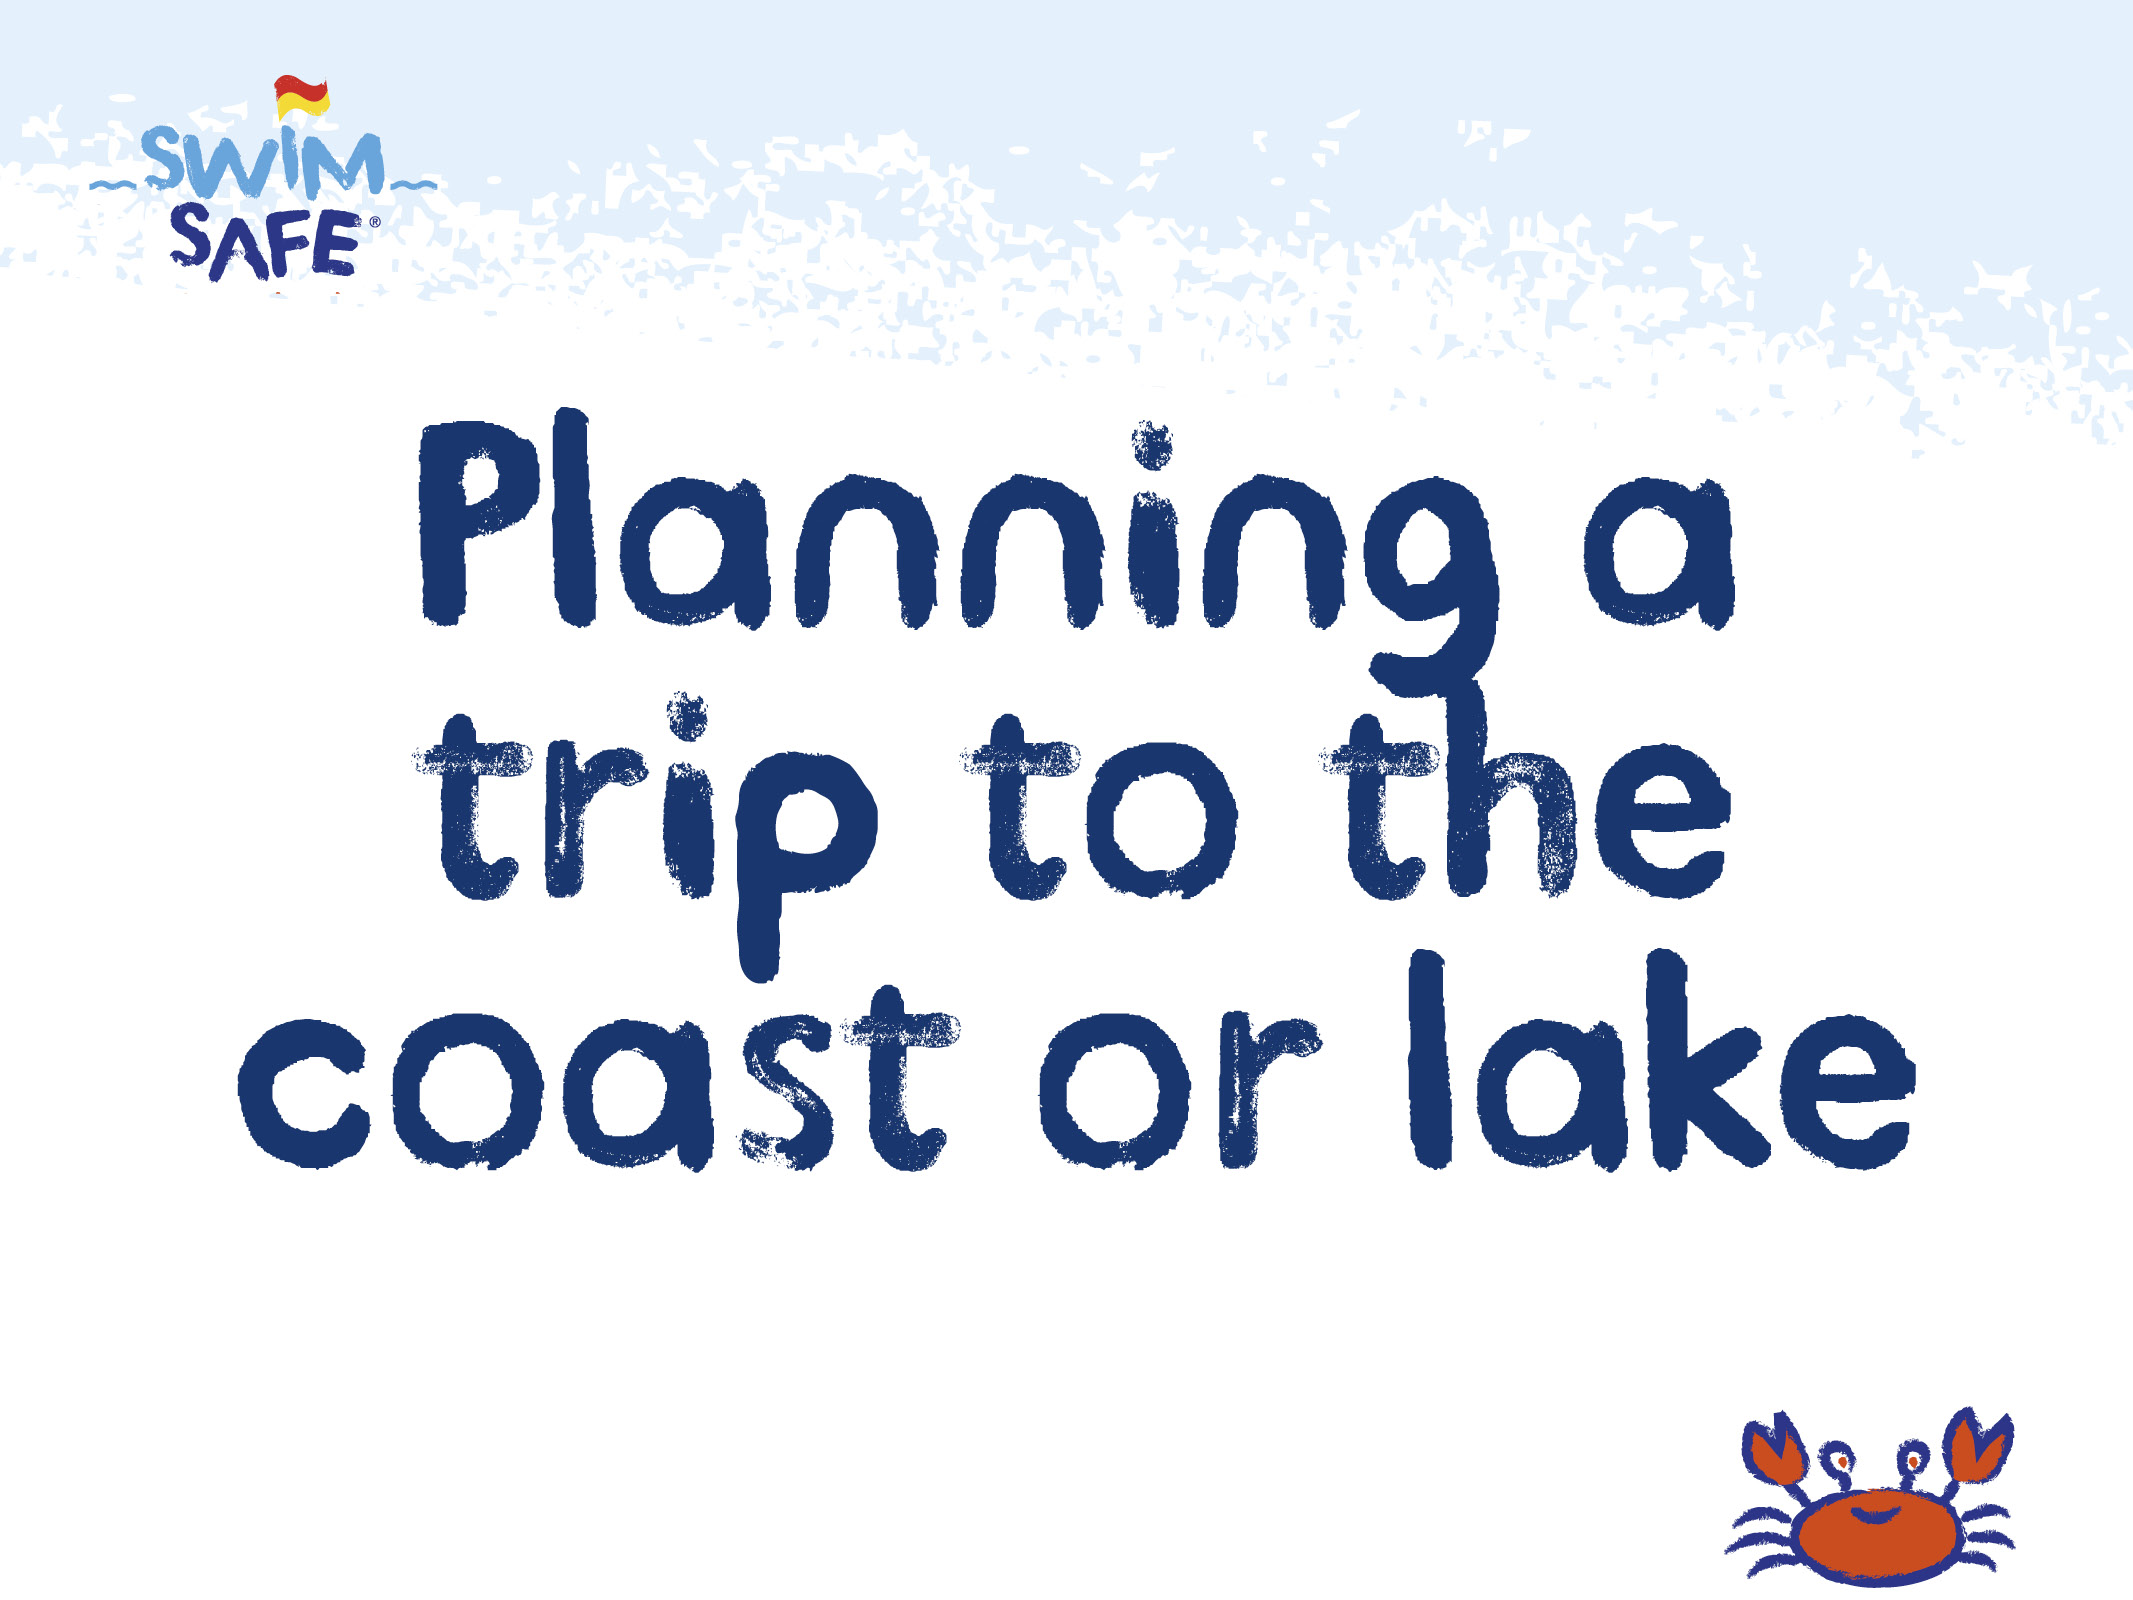 SWIM
SAFE®
Planning a
trip to the
coast or lake